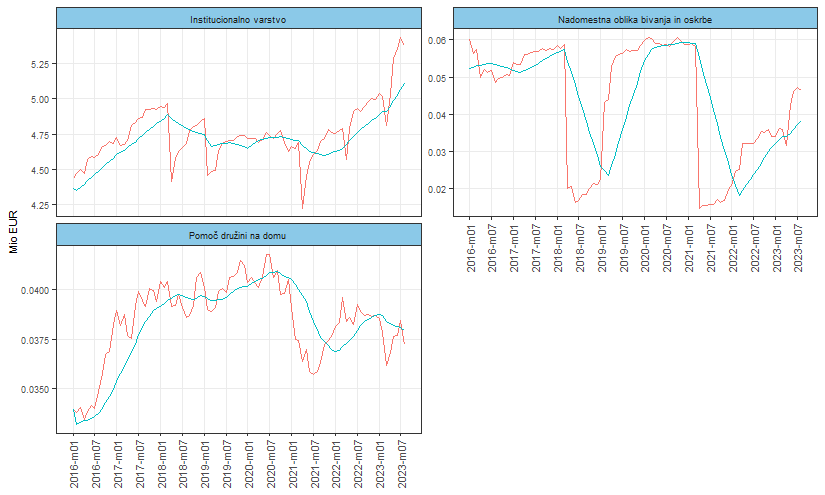 Institucionalno varstvo
Nadomestna oblika bivanja in oskrbe
5.25
5.00
4.75
4.50
4.25
0.06
0.05
0.04
0.03
0.02
2016-m01
2016-m07
2017-m01
2017-m07
2018-m01
2018-m07
2019-m01
2019-m07
2020-m01
2020-m07
2021-m01
2021-m07
2022-m01
2022-m07
2023-m01
2023-m07
Mio EUR
Pomoč družini na domu
0.0400
0.0375
0.0350
2016-m01
2016-m07
2017-m01
2017-m07
2018-m01
2018-m07
2019-m01
2019-m07
2020-m01
2020-m07
2021-m01
2021-m07
2022-m01
2022-m07
2023-m01
2023-m07